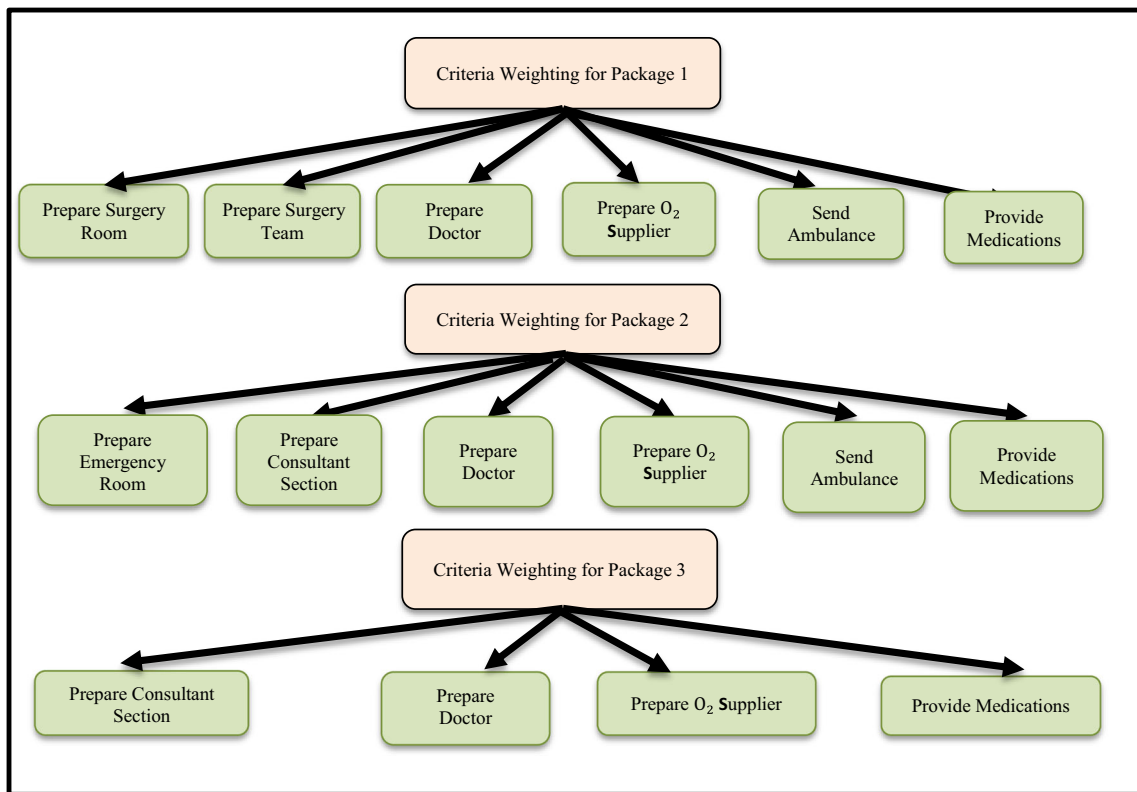 Criteria Weighting for Package 1
Prepare Surgery
Room
Prepare Surgery
Team
Prepare
Doctor
Prepare O₂
Supplier
Send
Ambulance
Provide
Medications
Criteria Weighting for Package 2
Prepare
Emergency
Room
Prepare
Consultant
Section
Prepare
Doctor
Prepare O₂
Supplier
Send
Ambulance
Provide
Medications
Criteria Weighting for Package 3
Prepare Consultant
Section
Prepare
Doctor
Prepare O₂ Supplier
Provide Medications